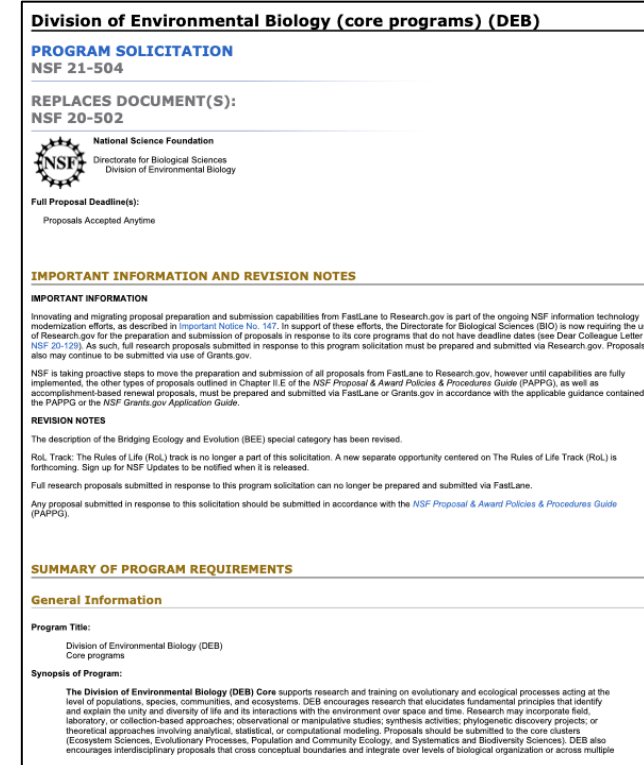 Division of Environmental Biology (core programs) (DEB)
PROGRAM SOLICITATION
NSF 21-504
REPLACES DOCUMENT(S):
NSF 20-502
NSF
National Science Foundation
Directorate for Biological Sciences
Division of Environmental Biology
Full Proposal Deadline(s):
Proposals Accepted Anytime
IMPORTANT INFORMATION AND REVISION NOTES
IMPORTANT INFORMATION
Innovating and migrating proposal preparation and submission capabilities from FastLane to Research.gov is part of the ongoing NSF information technology
modernization efforts, as described in Important Notice No. 147. In support of these efforts, the Directorate for Biological Sciences (BIO) is now requiring the
of Research.gov for the preparation and submission of proposals in response to its core programs that do not have deadline dates (see Dear Colleague Letter
NSF 20-129). As such, full research proposals submitted in response to this program solicitation must be prepared and submitted via Research.gov. Proposals
also may continue to be submitted via use of Grants.gov.
NSF is taking proactive steps to move the preparation and submission of all proposals from FastLane to Research.gov, however until capabilities are fully
implemented, the other types of proposals outlined in Chapter II.E of the NSF Proposal & Award Policies & Procedures Guide (PAPPG), as well as
accomplishment-based renewal proposals, must be prepared and submitted via FastLane or Grants.gov in accordance with the applicable guidance contained
the PAPPG or the NSF Grants.gov Application Guide.
REVISION NOTES
The description of the Bridging Ecology and Evolution (BEE) special category has been revised.
RoL Track: The Rules of Life (RoL) track is no longer a part of this solicitation. A new separate opportunity centered on The Rules of Life Track (RoL) is
forthcoming. Sign up for NSF Updates to be notified when it is released.
Full research proposals submitted in response to this program solicitation can no longer be prepared and submitted via FastLane.
Any proposal submitted in response to this solicitation should be submitted in accordance with the NSF Proposal & Award Policies & Procedures Guide
(PAPPG).
SUMMARY OF PROGRAM REQUIREMENTS
General Information
Program Title:
Division of Environmental Biology (DEB)
Core programs
Synopsis of Program:
The Division of Environmental Biology (DEB) Core supports research and training on evolutionary and ecological processes acting at the
level of populations, species, communities, and ecosystems. DEB encourages research that elucidates fundamental principles that identify
and explain the unity and diversity of life and its interactions with the environment over space and time. Research may incorporate field,
laboratory, or collection-based approaches; observational or manipulative studies; synthesis activities; phylogenetic discovery projects; or
theoretical approaches involving analytical, statistical, or computational modeling. Proposals should be submitted to the core clusters
(Ecosystem Sciences, Evolutionary Processes, Population and Community Ecology, and Systematics and Biodiversity Sciences). DEB also
encourages interdisciplinary proposals that cross conceptual boundaries and integrate over levels of biological organization or across multiple